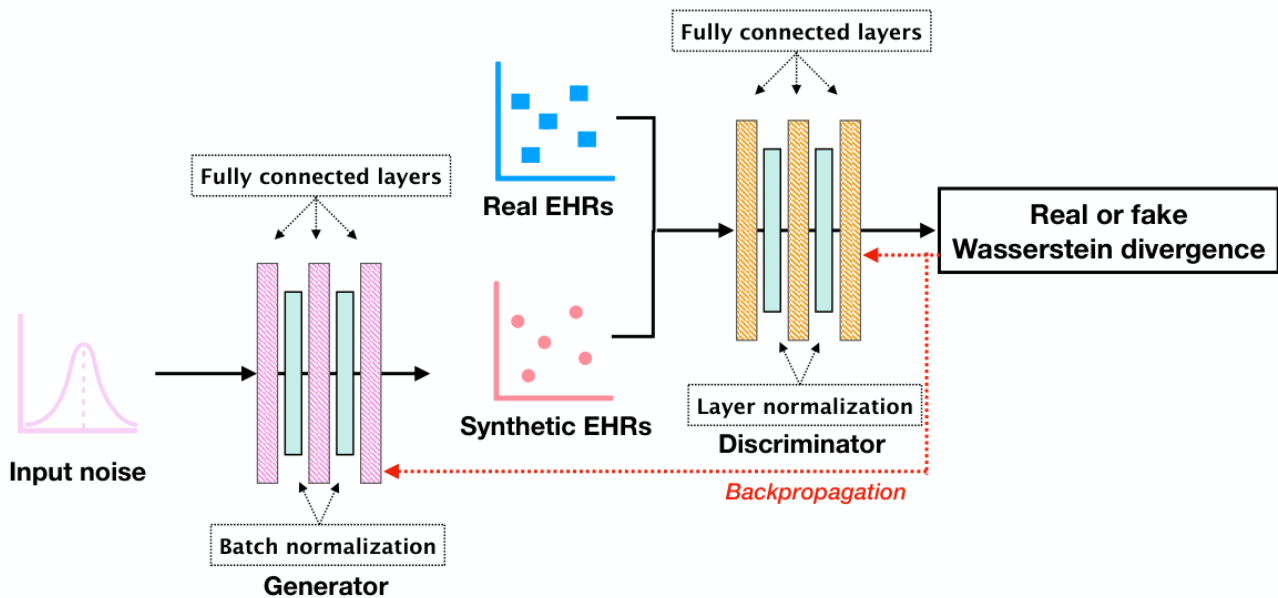 Fully connected layers
Real EHRs
Fully connected layers
Real or fake
Wasserstein divergence
Synthetic EHRs
Layer normalization
Discriminator
Input noise
Backpropagation
Batch normalization
Generator